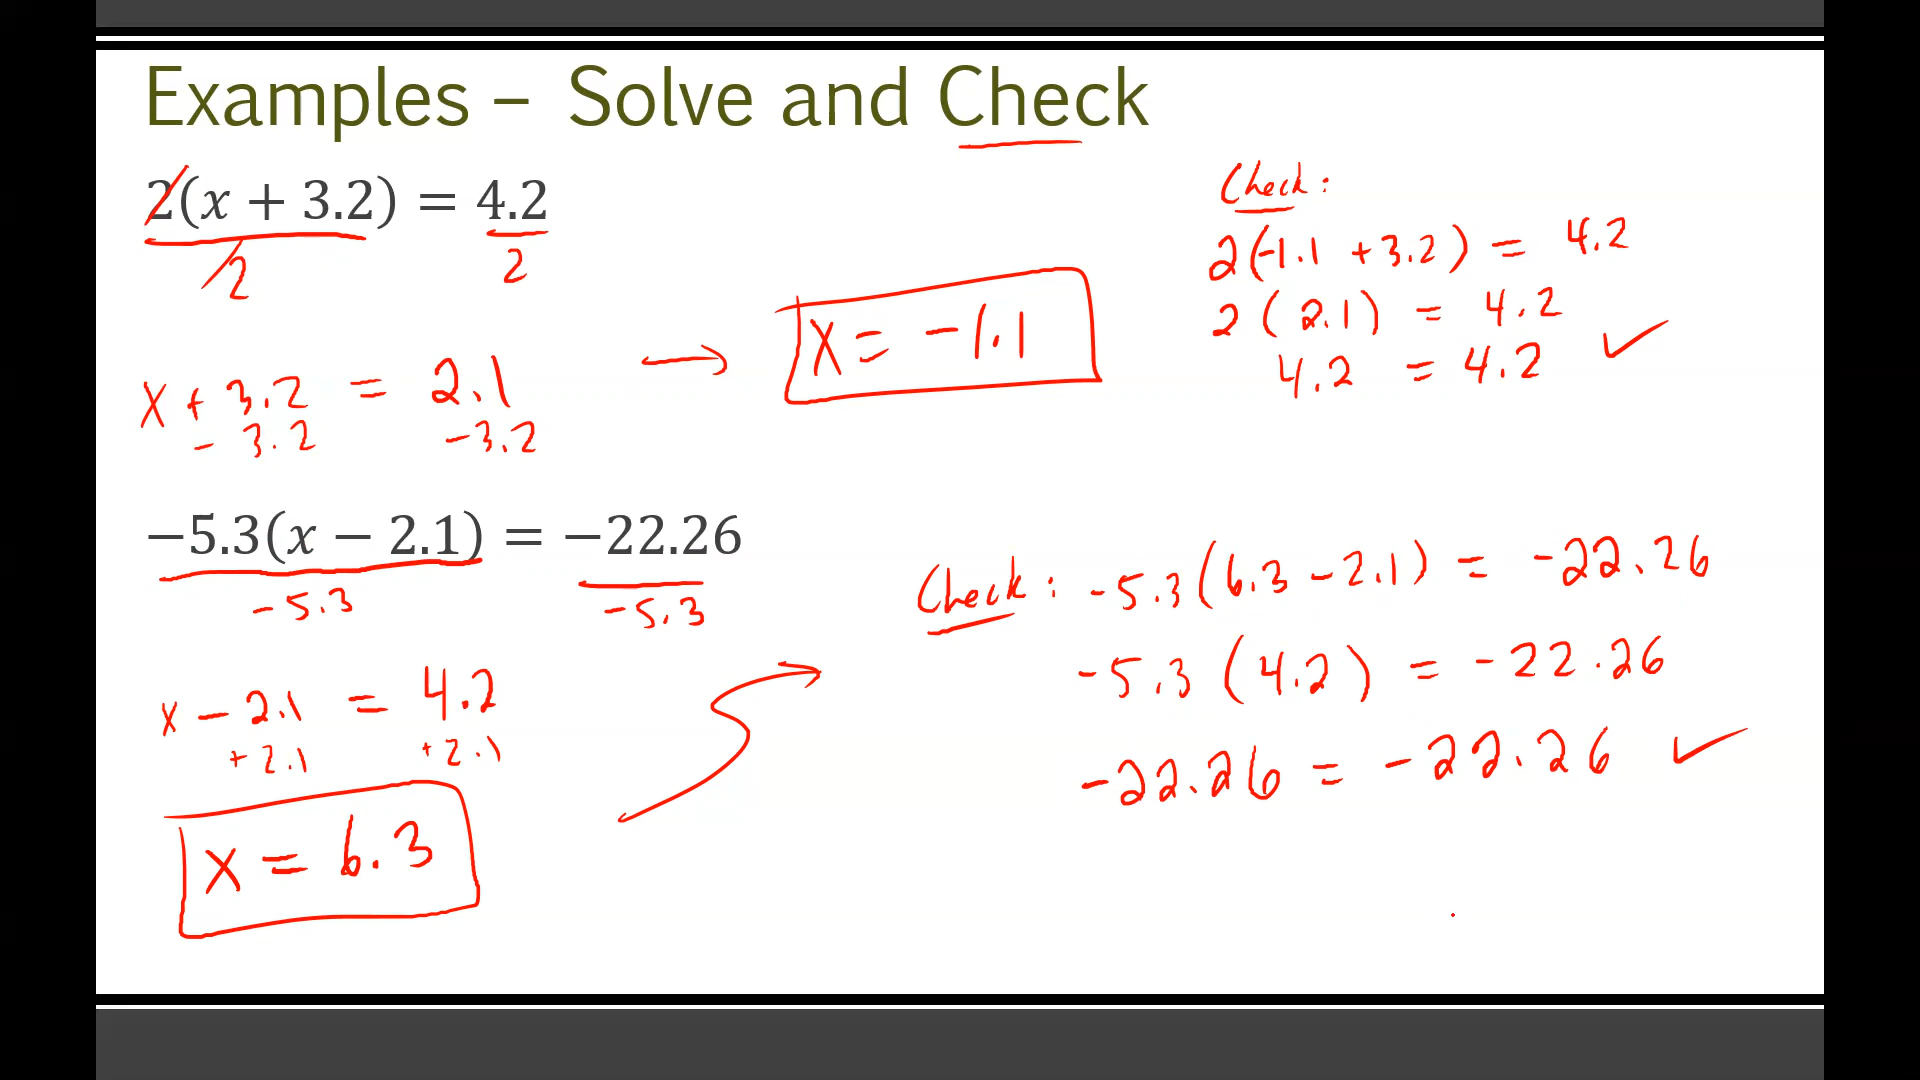 Examples – Solve and Check
2(x + 3.2) = 4.2
2 2
x + 3.2 = 2.1
- 3.2 -3.2
→ x = -1.1
Check:
2(-1.1 + 3.2) = 4.2
2(2.1) = 4.2
4.2 = 4.2 ✓
−5.3(x − 2.1) = −22.26
-5.3 -5.3
x - 2.1 = 4.2
+2.1 +2.1
x = 6.3
Check: -5.3(6.3 - 2.1) = -22.26
-5.3(4.2) = -22.26
-22.26 = -22.26 ✓